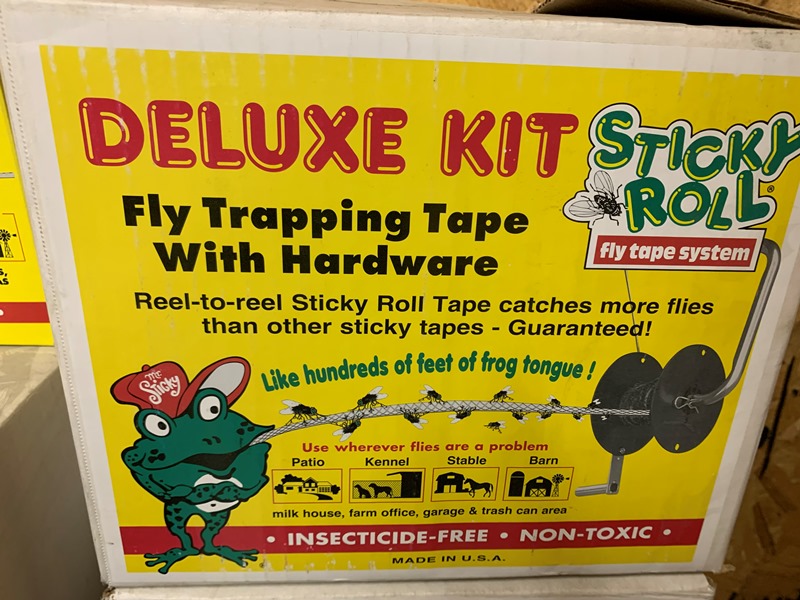 DELUXE KIT
STICKY
ROLL®
fly tape system
Fly Trapping Tape
With Hardware
Reel-to-reel Sticky Roll Tape catches more flies
than other sticky tapes - Guaranteed!
Like hundreds of feet of frog tongue!
Mr.
Sticky
Use wherever flies are a problem
Patio Kennel Stable Barn
milk house, farm office, garage & trash can area
• INSECTICIDE-FREE • NON-TOXIC •
MADE IN U.S.A.